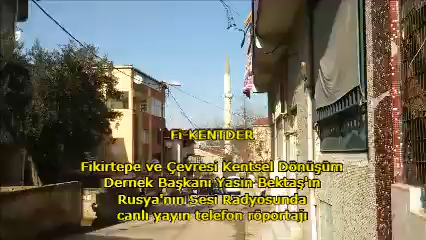 Fi-KENTDER
Fikirtepe ve Çevresi Kentsel Dönüşüm
Dernek Başkanı Yasin Bektaş'in
Rusya'nın Sesi Radyosunda
canlı yayın telefon röportajı